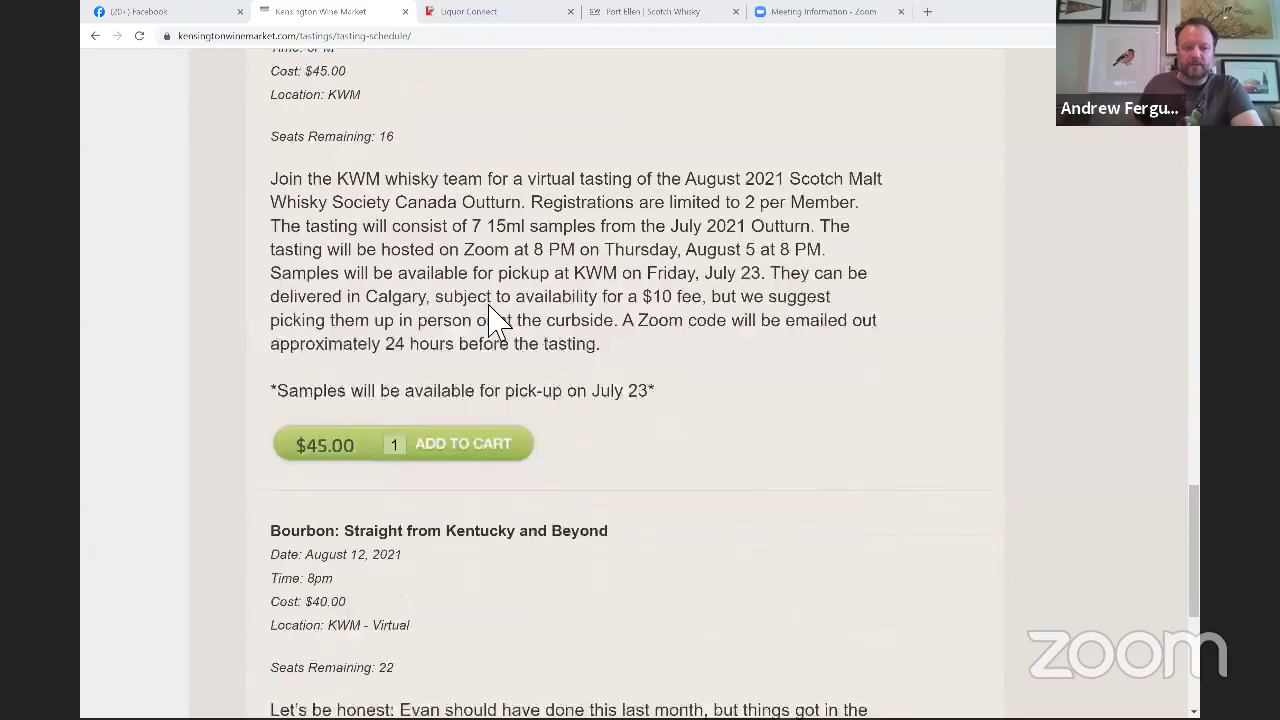 (20+) Facebook
Kensington Wine Market
Liquor Connect
Port Ellen | Scotch Whisky
Meeting Information - Zoom
kensingtonwinemarket.com/tastings/tasting-schedule/
Andrew Fergu...
Cost: $45.00
Location: KWM
Seats Remaining: 16
Join the KWM whisky team for a virtual tasting of the August 2021 Scotch Malt
Whisky Society Canada Outturn. Registrations are limited to 2 per Member.
The tasting will consist of 7 15ml samples from the July 2021 Outturn. The
tasting will be hosted on Zoom at 8 PM on Thursday, August 5 at 8 PM.
Samples will be available for pickup at KWM on Friday, July 23. They can be
delivered in Calgary, subject to availability for a $10 fee, but we suggest
picking them up in person the curbside. A Zoom code will be emailed out
approximately 24 hours before the tasting.
*Samples will be available for pick-up on July 23*
$45.00 1 ADD TO CART
Bourbon: Straight from Kentucky and Beyond
Date: August 12, 2021
Time: 8pm
Cost: $40.00
Location: KWM - Virtual
Seats Remaining: 22
Let's be honest: Evan should have done this last month, but things got in the
zoom